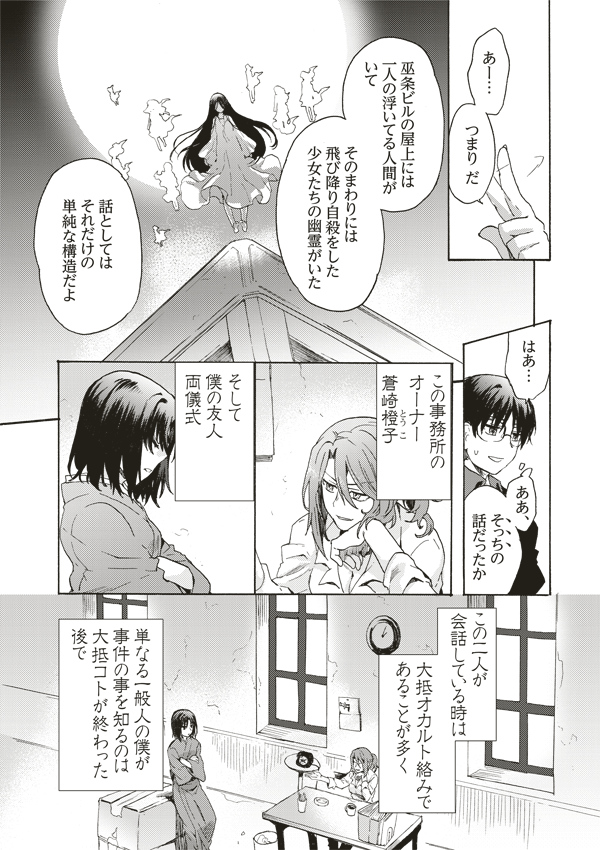 あー…
つまり だ
巫条ビルの屋上には
一人の浮いてる人間が
いて
そのまわりには
飛び降り自殺をした
少女たちの幽霊がいた
話としては
それだけの
単純な構造だよ
はあ…
ああ、
そっちの
話だったか
この事務所の
オーナー
蒼崎橙子
とうこ
そして
僕の友人
両儀式
この二人が
会話している時は
大抵オカルト絡みで
あることが多く
単なる一般人の僕が
事件の事を知るのは
大抵コトが終わった
後で